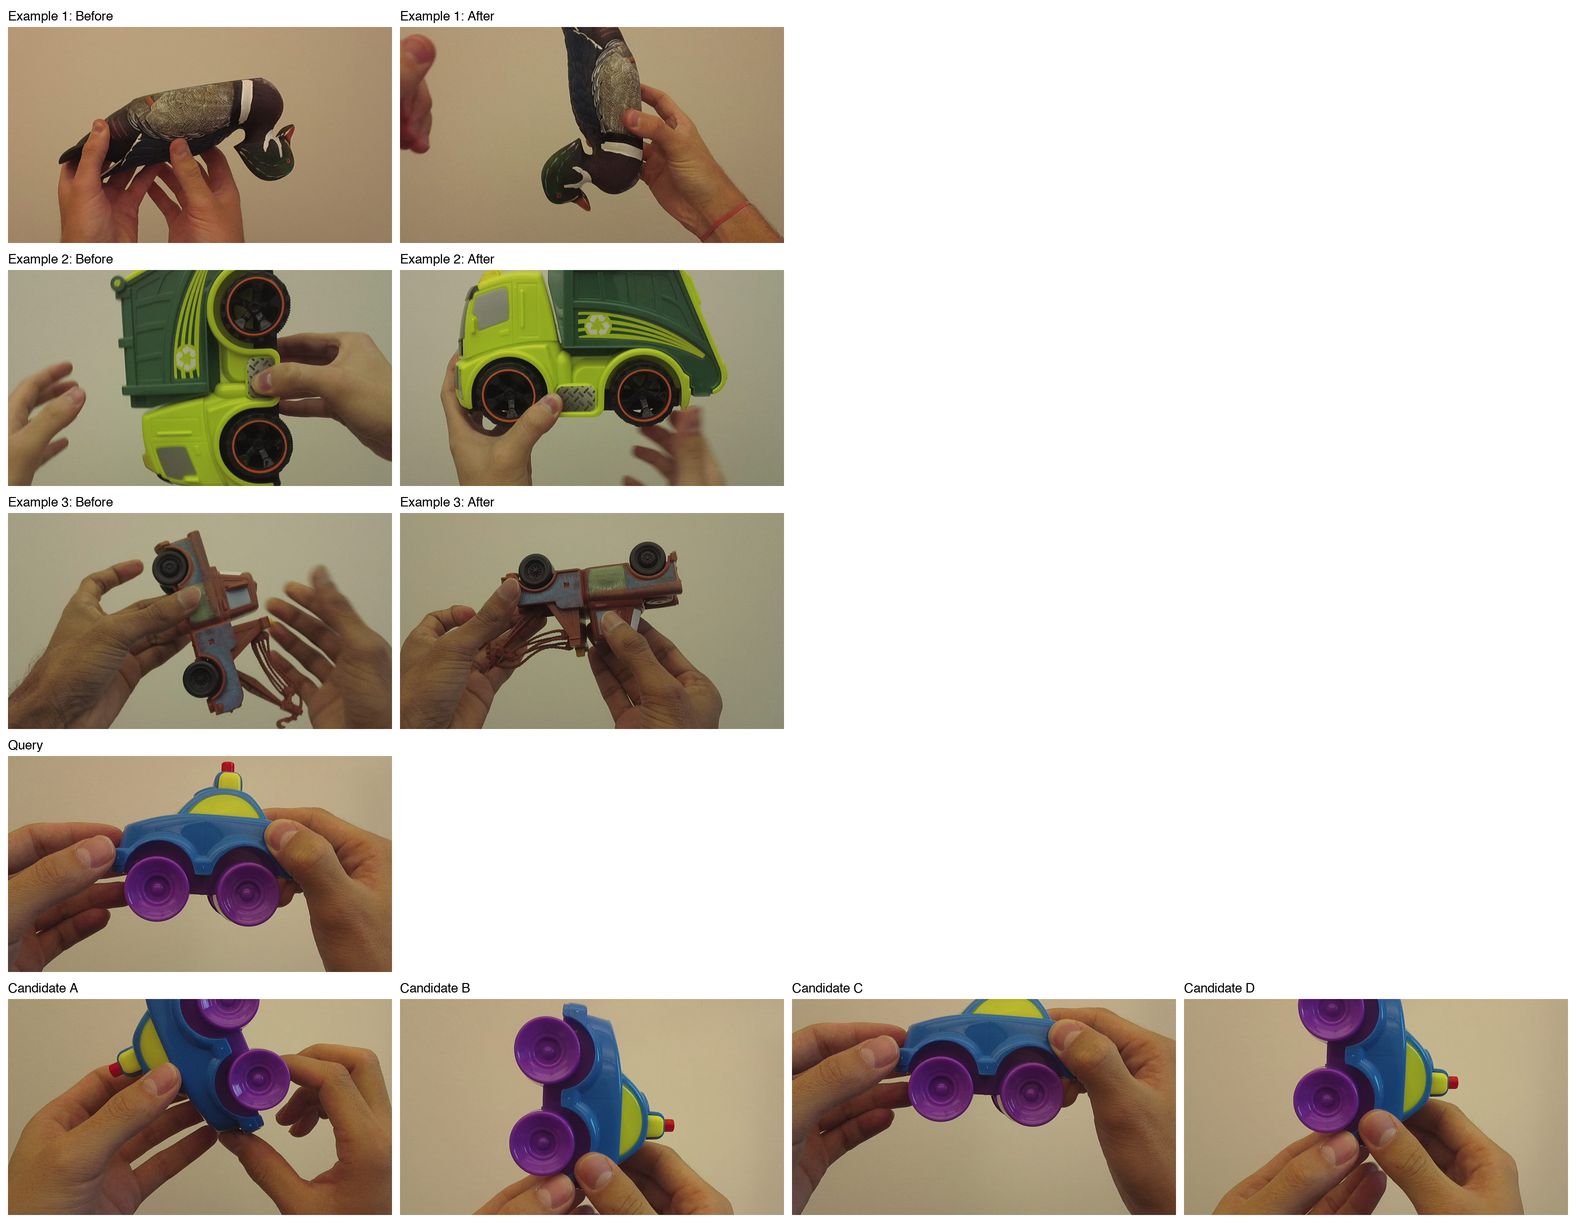 Example 1: Before
Example 1: After
Example 2: Before
Example 2: After
Example 3: Before
Example 3: After
Query
Candidate A
Candidate B
Candidate C
Candidate D